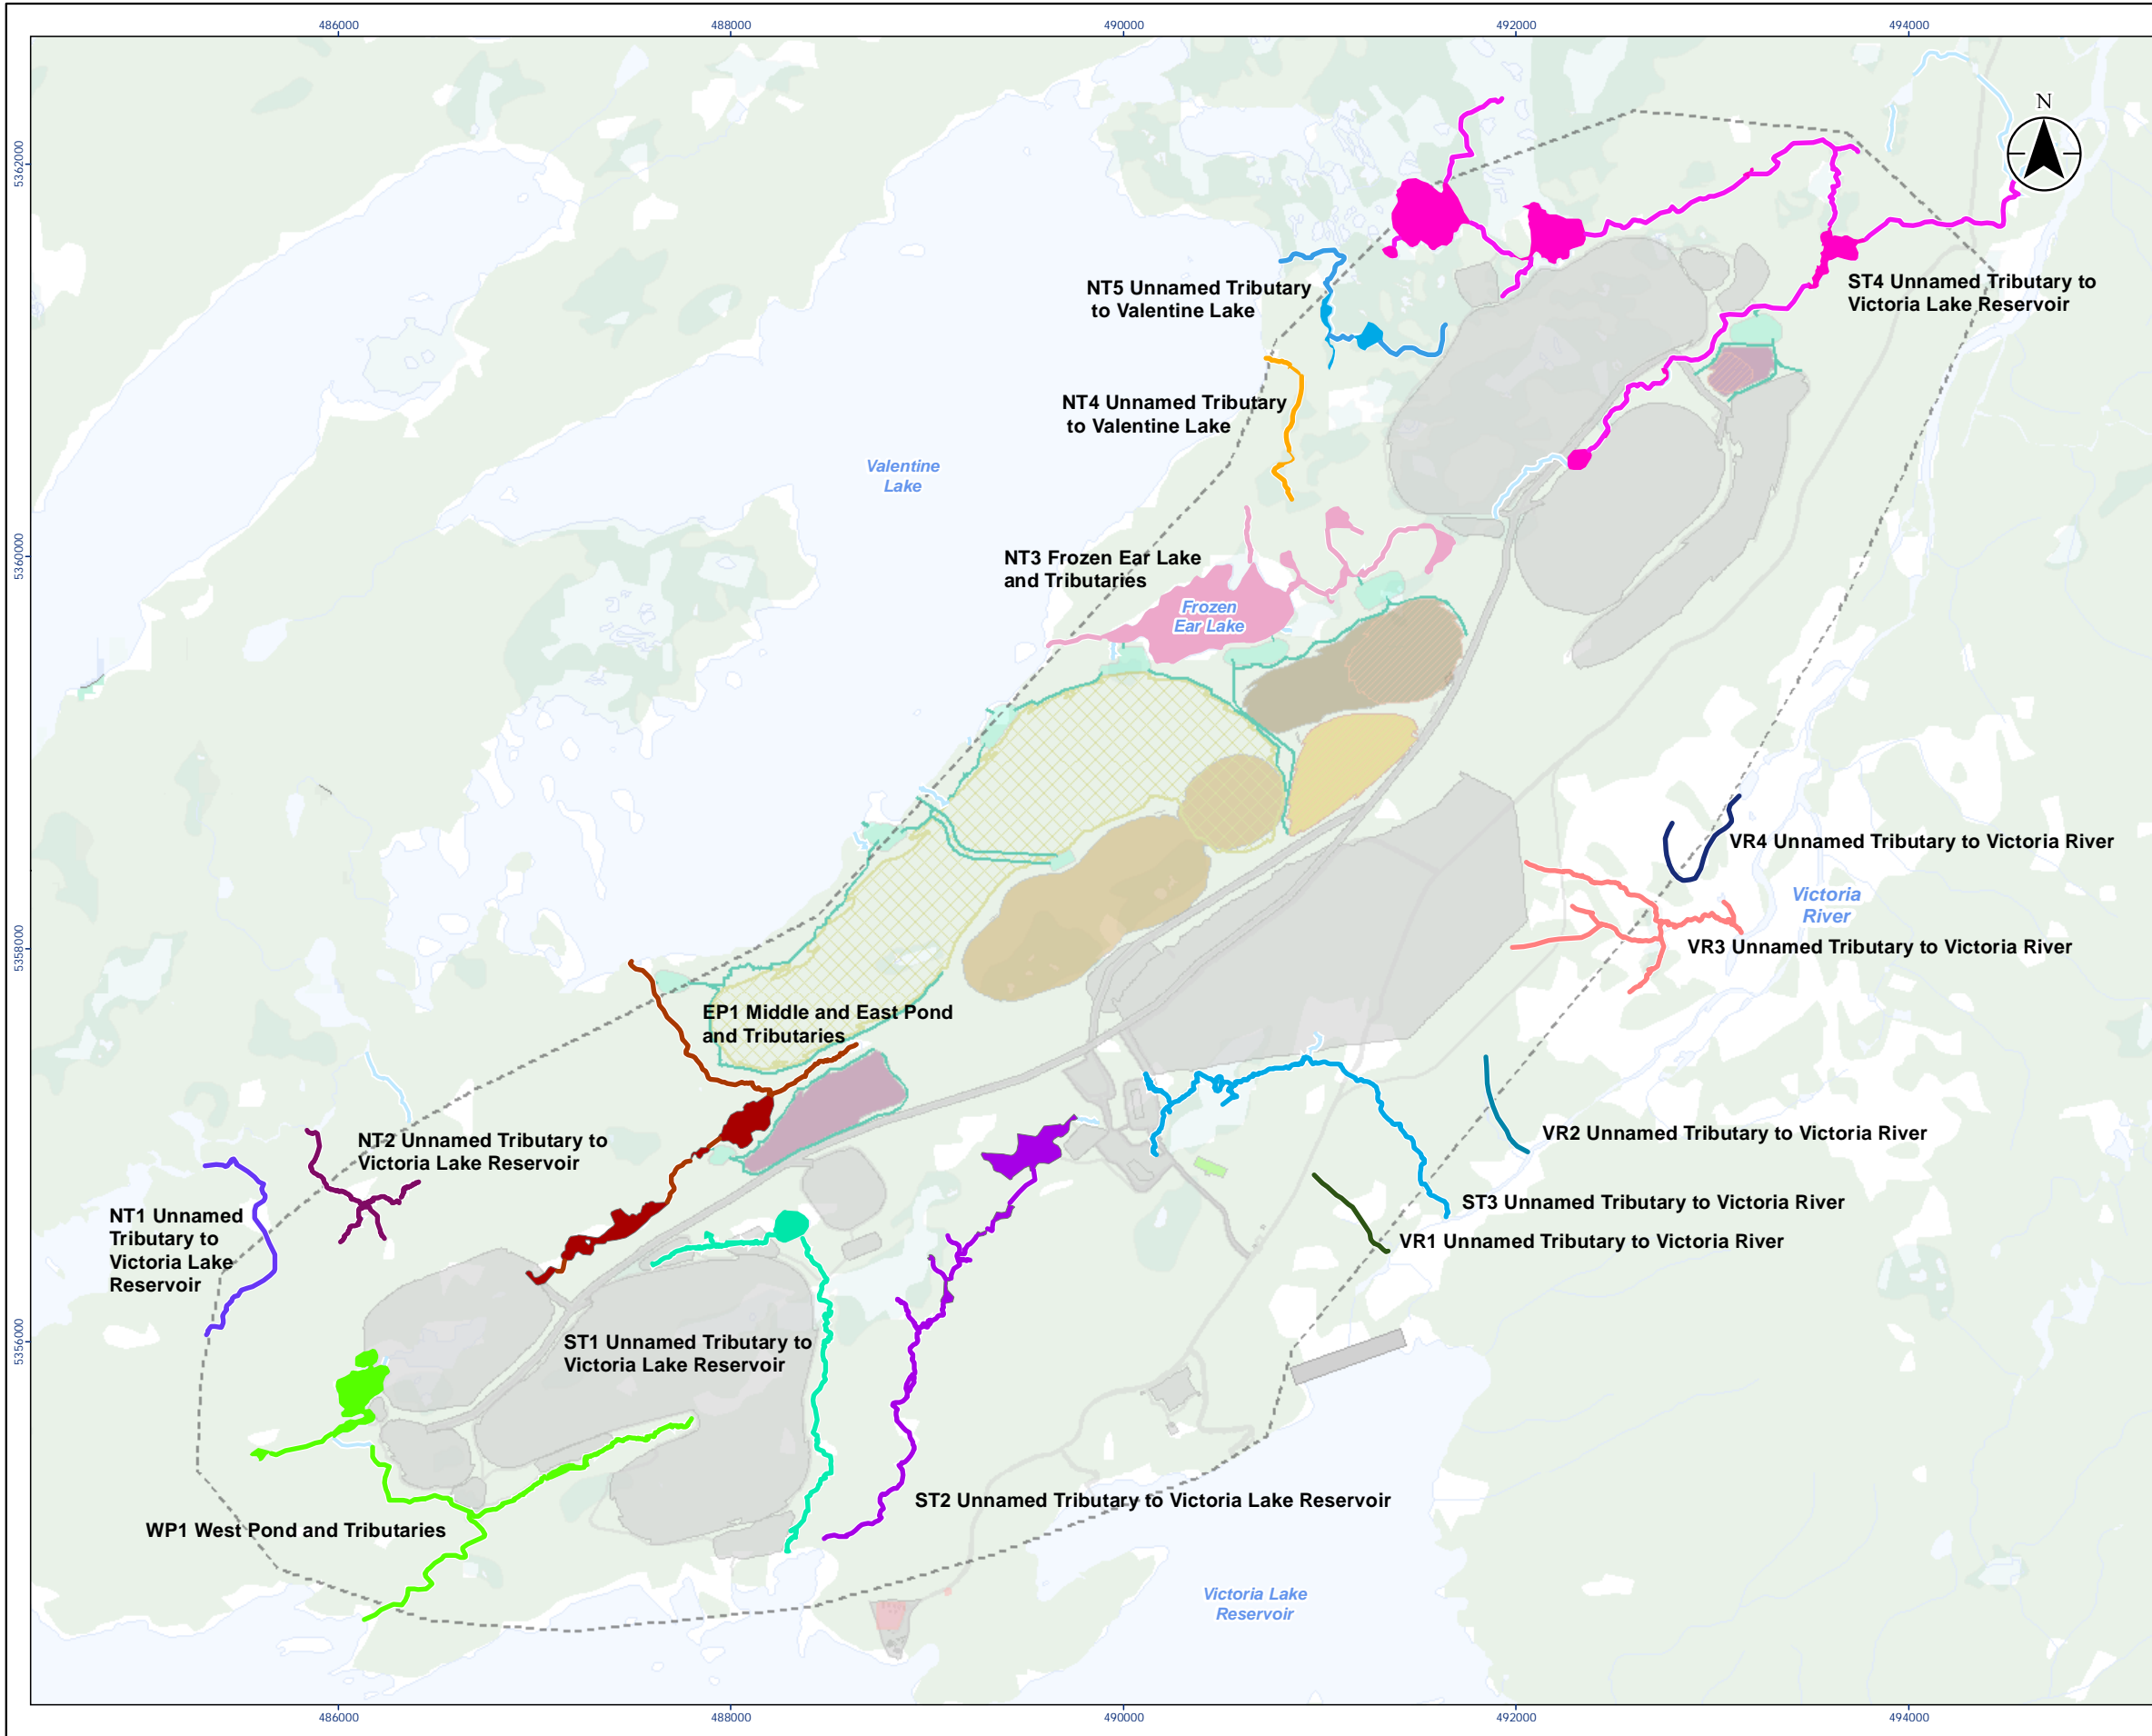 486000
488000
490000
492000
494000
N
5362000
5360000
5358000
5356000
NT5 Unnamed Tributary
to Valentine Lake
ST4 Unnamed Tributary to
Victoria Lake Reservoir
NT4 Unnamed Tributary
to Valentine Lake
Valentine
Lake
NT3 Frozen Ear Lake
and Tributaries
Frozen
Ear Lake
VR4 Unnamed Tributary to Victoria River
Victoria
River
VR3 Unnamed Tributary to Victoria River
EP1 Middle and East Pond
and Tributaries
NT2 Unnamed Tributary to
Victoria Lake Reservoir
VR2 Unnamed Tributary to Victoria River
NT1 Unnamed
Tributary to
Victoria Lake
Reservoir
ST3 Unnamed Tributary to Victoria River
VR1 Unnamed Tributary to Victoria River
ST1 Unnamed Tributary to
Victoria Lake Reservoir
ST2 Unnamed Tributary to Victoria Lake Reservoir
WP1 West Pond and Tributaries
Victoria Lake
Reservoir
486000
488000
490000
492000
494000